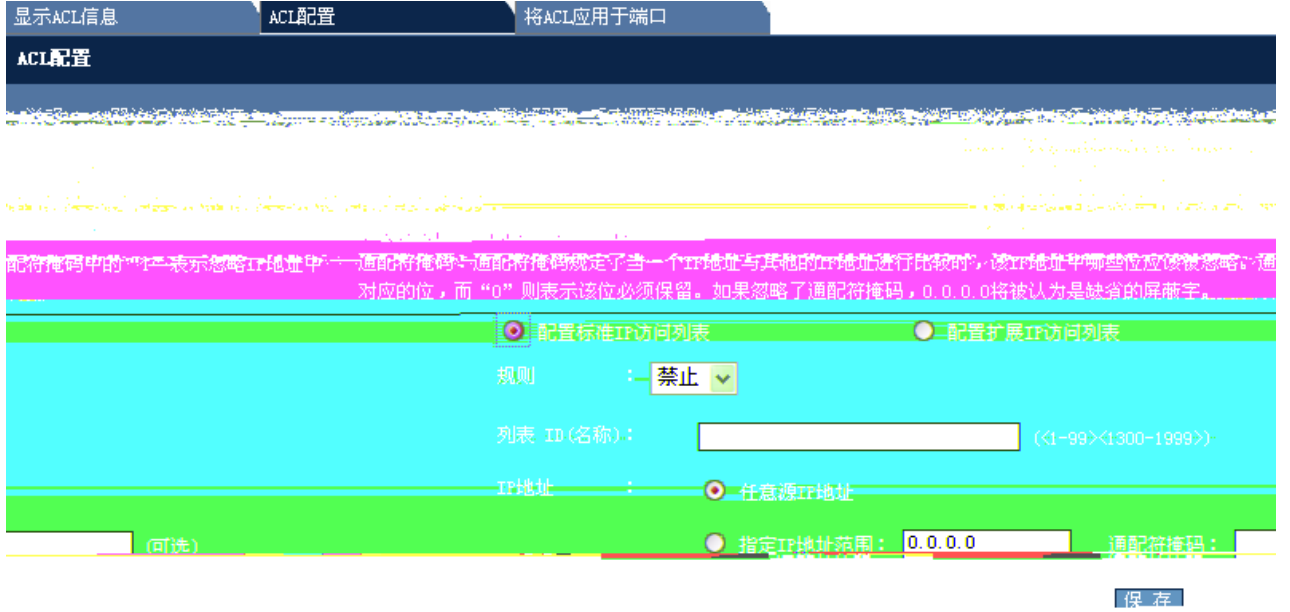 显示ACL信息 ACL配置 将ACL应用于端口
ACL配置
配符掩码中的“1”表示忽略IP地址中 通配符掩码：通配符掩码规定了当一个IP地址与其他的IP地址进行比较时，该IP地址中哪些位应该被忽略。通
对应的位，而“0”则表示该位必须保留。如果忽略了通配符掩码，0.0.0.0将被认为是缺省的屏蔽字。
配置标准IP访问列表 配置扩展IP访问列表
规则 ： 禁止
列表 ID(名称)： (<1-99><1300-1999>)
IP地址 ： 任意源IP地址
(可选) 指定IP地址范围： 0.0.0.0 通配符掩码：
保 存